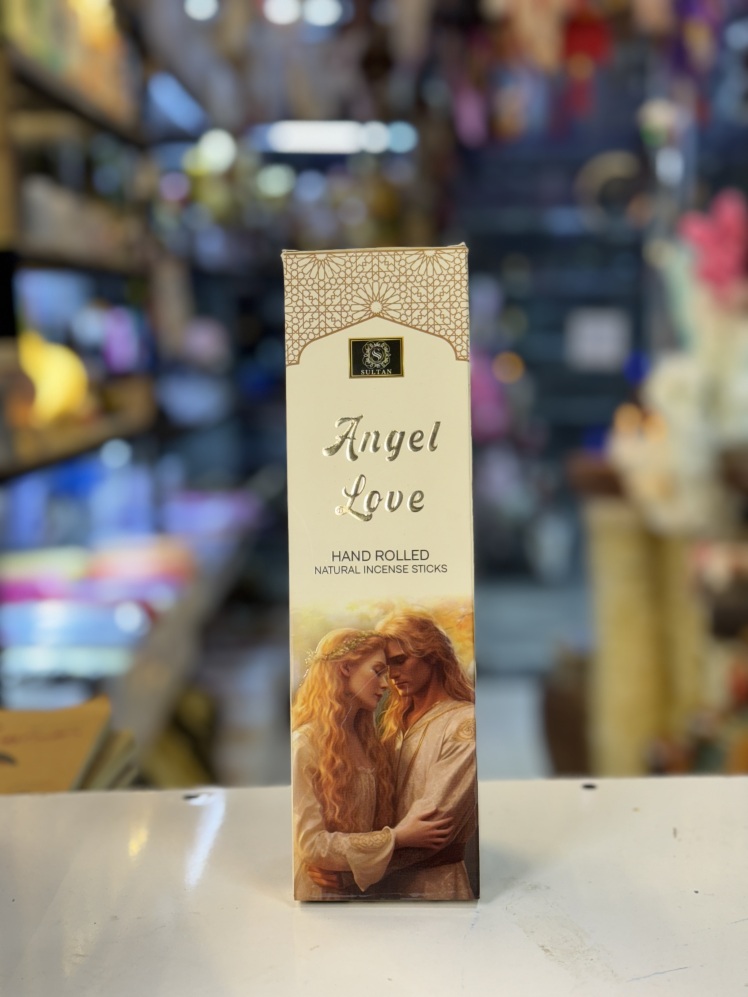 SULTAN
Angel
Love
HAND ROLLED
NATURAL INCENSE STICKS